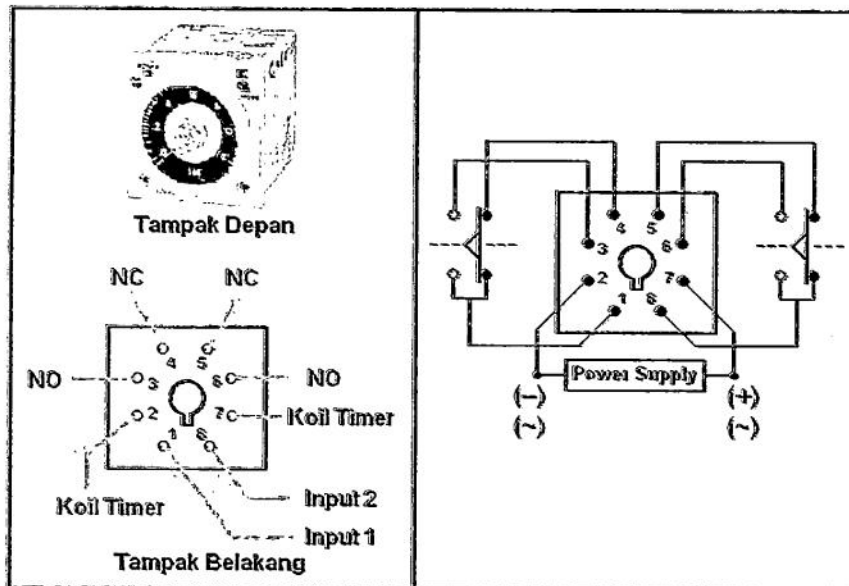 Tampak Depan
NC NC
4 5
NO 3 6 NO
2 7 Koil Timer
1 8
Koil Timer
Input 2
Input 1
Tampak Belakang
4 5
3 6
2 7
1 8
Power Supply
(-) (+)
(~) (~)